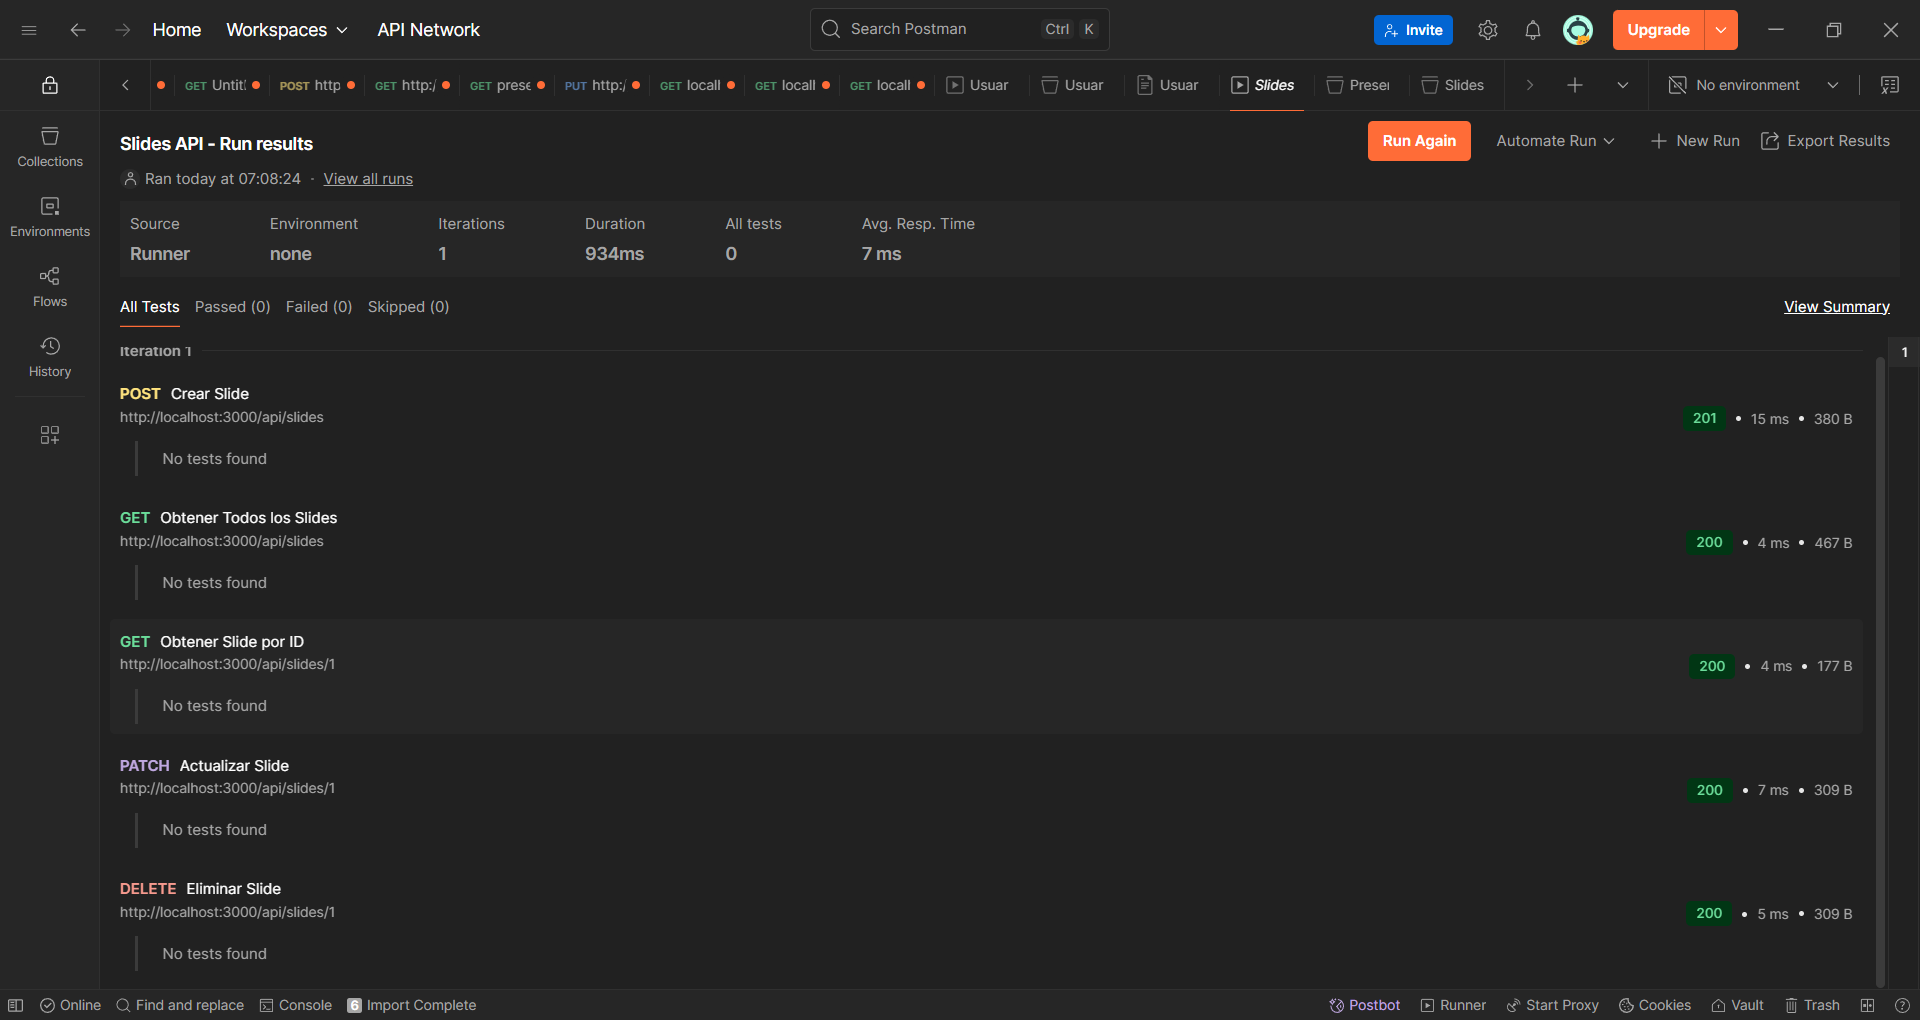 Home Workspaces API Network Search Postman Ctrl K Invite Upgrade
GET Untit POST http GET http:/ GET prese PUT http:/ GET locall GET locall GET locall Usuar Usuar Usuar Slides Presen Slides No environment
Collections
Environments
Flows
History
Slides API - Run results
Run Again Automate Run New Run Export Results
Ran today at 07:08:24 · View all runs
Source Environment Iterations Duration All tests Avg. Resp. Time
Runner none 1 934ms 0 7 ms
All Tests Passed (0) Failed (0) Skipped (0) View Summary
Iteration 1
1
POST Crear Slide
http://localhost:3000/api/slides
201 • 15 ms • 380 B
No tests found
GET Obtener Todos los Slides
http://localhost:3000/api/slides
200 • 4 ms • 467 B
No tests found
GET Obtener Slide por ID
http://localhost:3000/api/slides/1
200 • 4 ms • 177 B
No tests found
PATCH Actualizar Slide
http://localhost:3000/api/slides/1
200 • 7 ms • 309 B
No tests found
DELETE Eliminar Slide
http://localhost:3000/api/slides/1
200 • 5 ms • 309 B
No tests found
Online Find and replace Console 6 Import Complete Postbot Runner Start Proxy Cookies Vault Trash